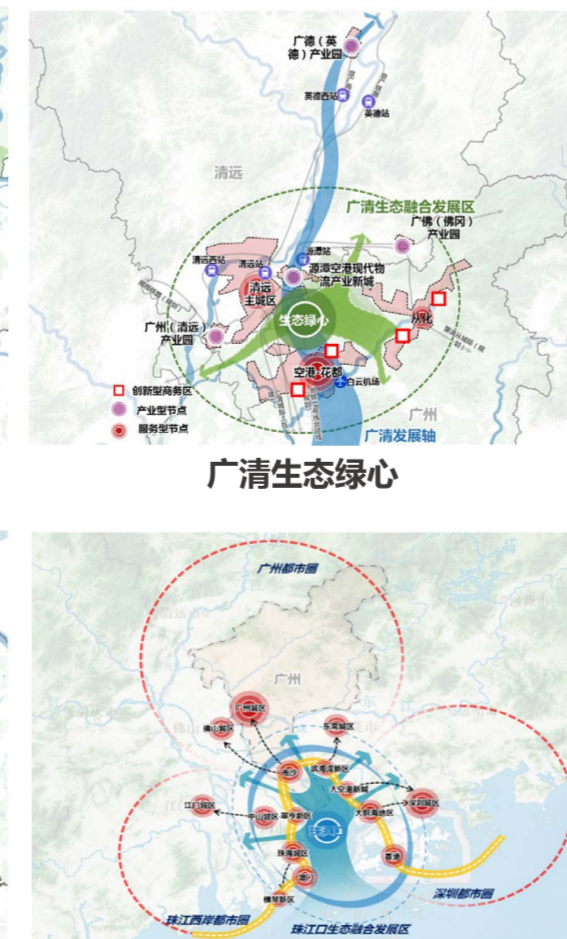 广德（英
德）产业园
英德西站
英德站
清远
广清生态融合发展区
广佛（佛冈）
产业园
源潭站
清远西站
清远站
源潭空港现代物
流产业新城
清远
主城区
生态绿心
从化
广州（清远）
产业园
空港·花都
白云机场
创新型商务区
产业型节点
服务型节点
广州
广清发展轴
广清生态绿心
广州都市圈
广州
广州城区
佛山城区
东莞城区
南沙
滨海湾新区
大空港新城
江门城区
中山城区
翠亨新区
大前海地区
深圳城区
珠江口
珠海城区
香港
澳门
横琴新区
深圳都市圈
珠江西岸都市圈
珠江口生态融合发展区